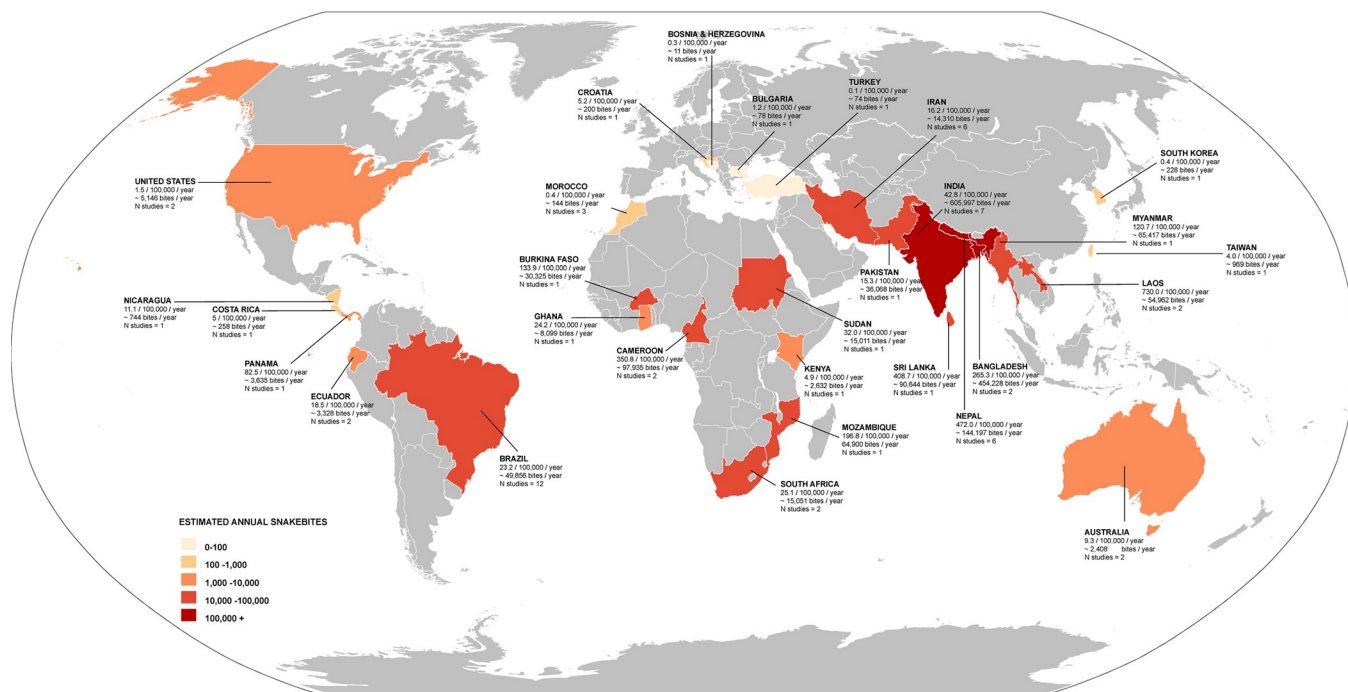 BOSNIA & HERZEGOVINA
0.3 / 100,000 / year
~ 11 bites / year
N studies = 1
CROATIA
5.2 / 100,000 / year
~ 200 bites / year
N studies = 1
BULGARIA
1.2 / 100,000 / year
~ 78 bites / year
N studies = 1
TURKEY
0.1 / 100,000 / year
~ 74 bites / year
N studies = 1
IRAN
16.2 / 100,000 / year
~ 14,310 bites / year
N studies = 6
SOUTH KOREA
0.4 / 100,000 / year
~ 228 bites / year
N studies = 1
UNITED STATES
1.5 / 100,000 / year
~ 5,146 bites / year
N studies = 2
MOROCCO
0.4 / 100,000 / year
~ 144 bites / year
N studies = 3
INDIA
42.8 / 100,000 / year
~ 605,997 bites / year
N studies = 7
MYANMAR
120.7 / 100,000 / year
~ 65,417 bites / year
N studies = 1
TAIWAN
4.0 / 100,000 / year
~ 969 bites / year
N studies = 1
BURKINA FASO
133.9 / 100,000 / year
~ 30,325 bites / year
N studies = 1
PAKISTAN
15.3 / 100,000 / year
~ 36,088 bites / year
N studies = 1
LAOS
730.0 / 100,000 / year
~ 54,962 bites / year
N studies = 2
NICARAGUA
11.1 / 100,000 / year
~ 744 bites / year
N studies = 1
COSTA RICA
5 / 100,000 / year
~ 258 bites / year
N studies = 1
GHANA
24.2 / 100,000 / year
~ 8,099 bites / year
N studies = 1
SUDAN
32.0 / 100,000 / year
~ 15,011 bites / year
N studies = 1
CAMEROON
350.8 / 100,000 / year
~ 97,935 bites / year
N studies = 2
PANAMA
82.5 / 100,000 / year
~ 3,635 bites / year
N studies = 1
KENYA
4.9 / 100,000 / year
~ 2,632 bites / year
N studies = 1
SRI LANKA
408.7 / 100,000 / year
~ 90,644 bites / year
N studies = 1
BANGLADESH
265.3 / 100,000 / year
~ 454,228 bites / year
N studies = 2
ECUADOR
18.5 / 100,000 / year
~ 3,328 bites / year
N studies = 2
NEPAL
472.0 / 100,000 / year
~ 144,197 bites / year
N studies = 6
MOZAMBIQUE
196.8 / 100,000 / year
64,900 bites / year
N studies = 1
BRAZIL
23.2 / 100,000 / year
~ 49,856 bites / year
N studies = 12
SOUTH AFRICA
25.1 / 100,000 / year
~ 15,051 bites / year
N studies = 2
AUSTRALIA
9.3 / 100,000 / year
~ 2,408 bites / year
N studies = 2
ESTIMATED ANNUAL SNAKEBITES
0-100
100 -1,000
1,000 -10,000
10,000 -100,000
100,000 +